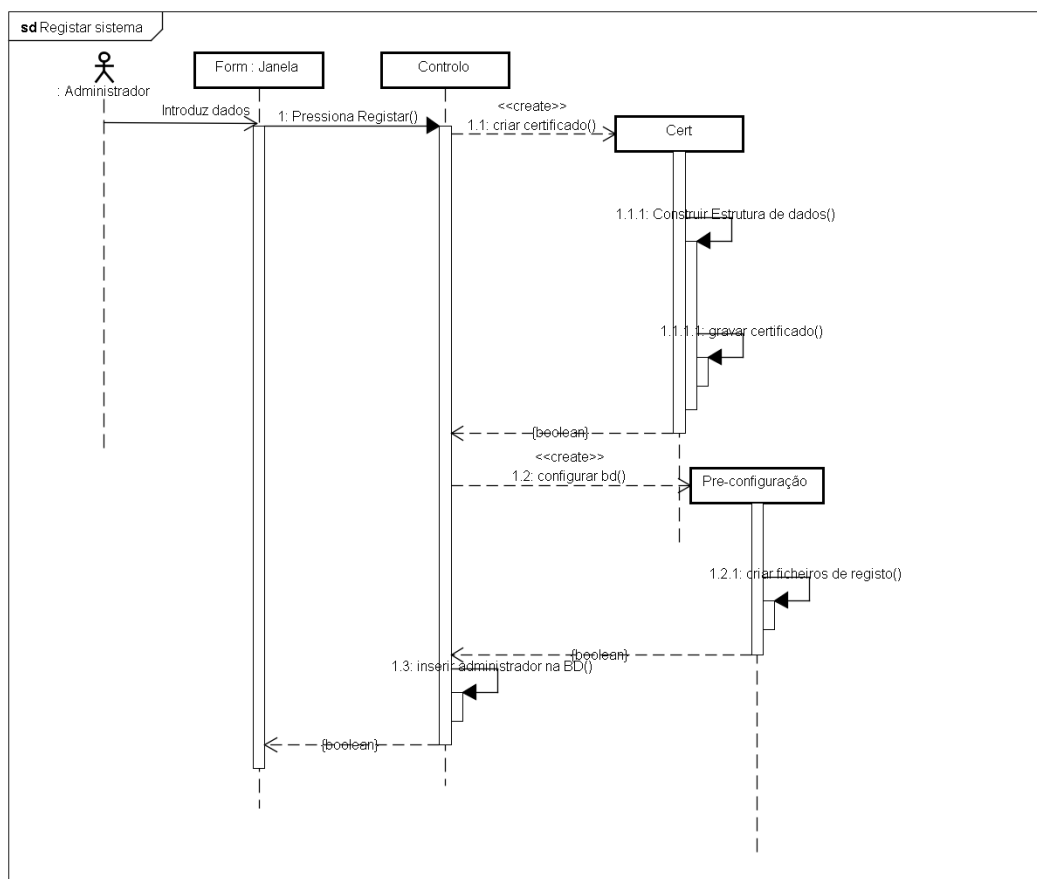 sd Registar sistema
: Administrador
Form : Janela
Controlo
Introduz dados
1: Pressiona Registar()
<<create>>
1.1: criar certificado()
Cert
1.1.1: Construir Estrutura de dados()
1.1.1.1: gravar certificado()
{boolean}
<<create>>
1.2: configurar bd()
Pre-configuração
1.2.1: criar ficheiros de registo()
{boolean}
1.3: inserir administrador na BD()
{boolean}